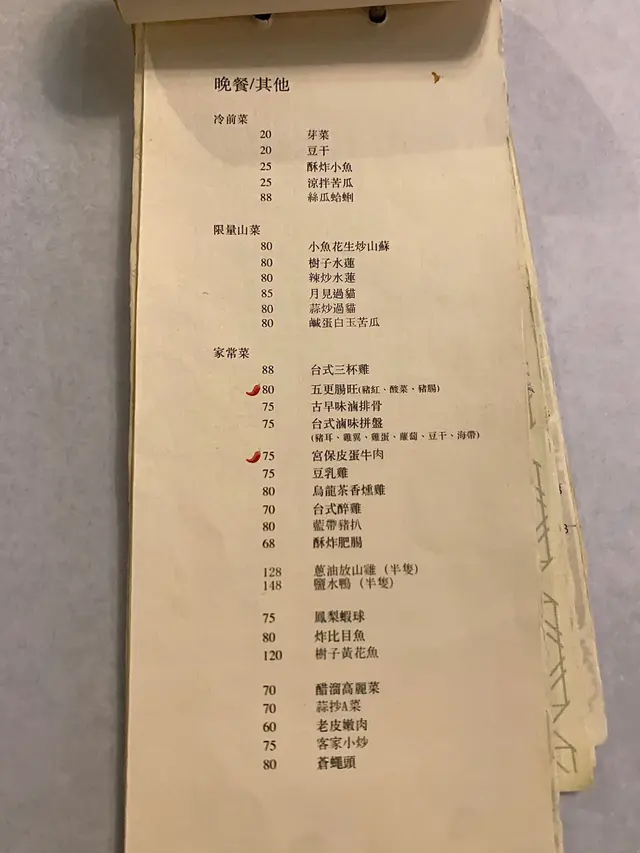 晚餐/其他
冷前菜
20 芽菜
20 豆干
25 酥炸小魚
25 涼拌苦瓜
88 絲瓜蛤蜊
限量山菜
80 小魚花生炒山蘇
80 樹子水蓮
80 辣炒水蓮
85 月見過貓
80 蒜炒過貓
80 鹹蛋白玉苦瓜
家常菜
88 台式三杯雞
80 五更腸旺(豬紅、酸菜、豬腸)
75 古早味滷排骨
75 台式滷味拼盤
(豬耳、雞翼、雞蛋、蘿蔔、豆干、海帶)
75 宮保皮蛋牛肉
75 豆乳雞
80 烏龍茶香燻雞
70 台式醉雞
80 藍帶豬扒
68 酥炸肥腸
128 蔥油放山雞 (半隻)
148 鹽水鴨 (半隻)
75 鳳梨蝦球
80 炸比目魚
120 樹子黃花魚
70 醋溜高麗菜
70 蒜抄A菜
60 老皮嫩肉
75 客家小炒
80 蒼蠅頭